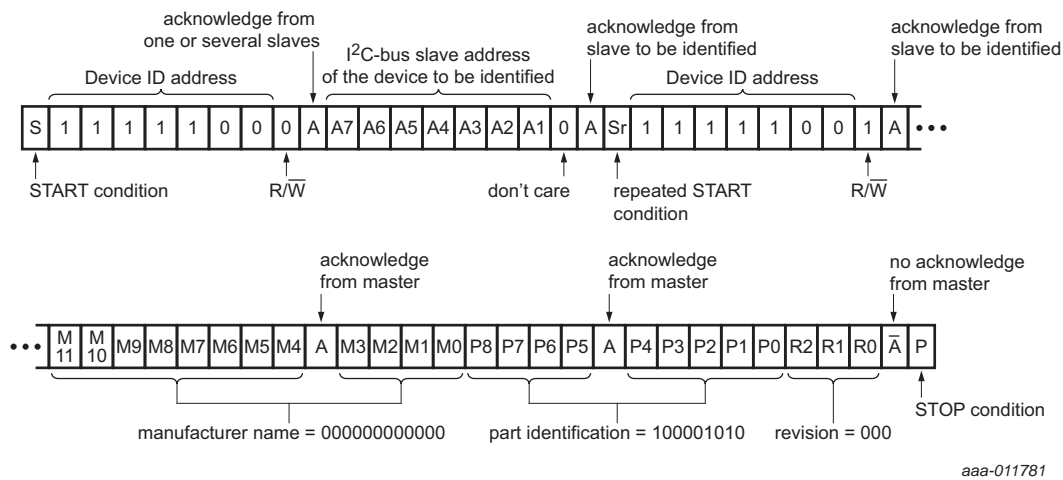 acknowledge from
one or several slaves
I2C-bus slave address
of the device to be identified
acknowledge from
slave to be identified
acknowledge from
slave to be identified
Device ID address
Device ID address
S 1 1 1 1 1 0 0 0 A A7 A6 A5 A4 A3 A2 A1 0 A Sr 1 1 1 1 1 0 0 1 A •••
START condition
R/W̅
don't care
repeated START
condition
R/W̅
acknowledge
from master
acknowledge
from master
no acknowledge
from master
••• M11 M10 M9 M8 M7 M6 M5 M4 A M3 M2 M1 M0 P8 P7 P6 P5 A P4 P3 P2 P1 P0 R2 R1 R0 A̅ P
STOP condition
manufacturer name = 000000000000
part identification = 100001010
revision = 000
aaa-011781